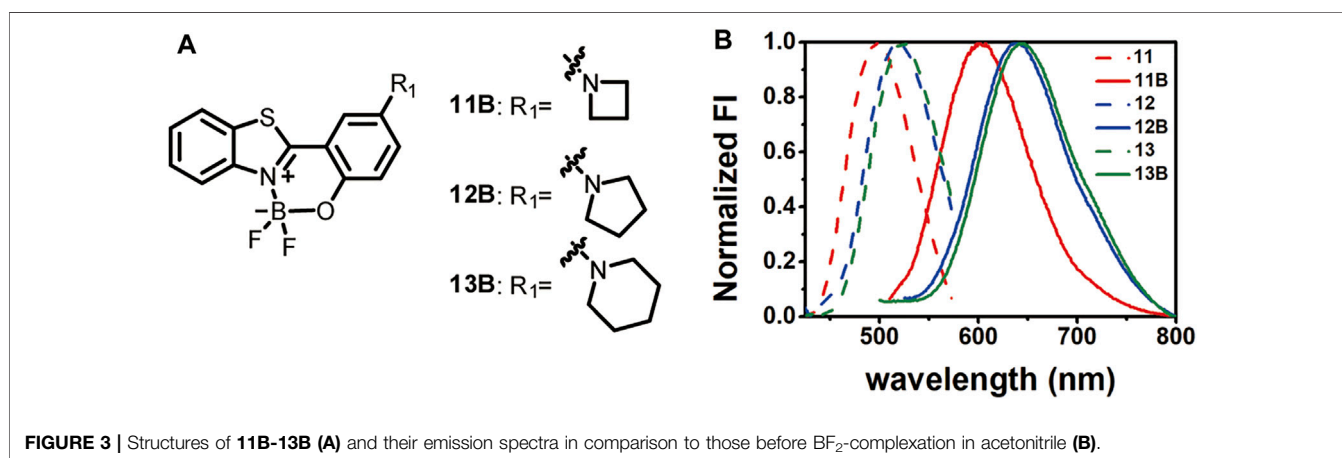 A
R₁
S
N
+
−B
O
F
F
11B: R₁=
N
12B: R₁=
N
13B: R₁=
N
B
Normalized FI
1.0
0.8
0.6
0.4
0.2
0.0
500
600
700
800
wavelength (nm)
11
11B
12
12B
13
13B
FIGURE 3 | Structures of 11B-13B (A) and their emission spectra in comparison to those before BF₂-complexation in acetonitrile (B).